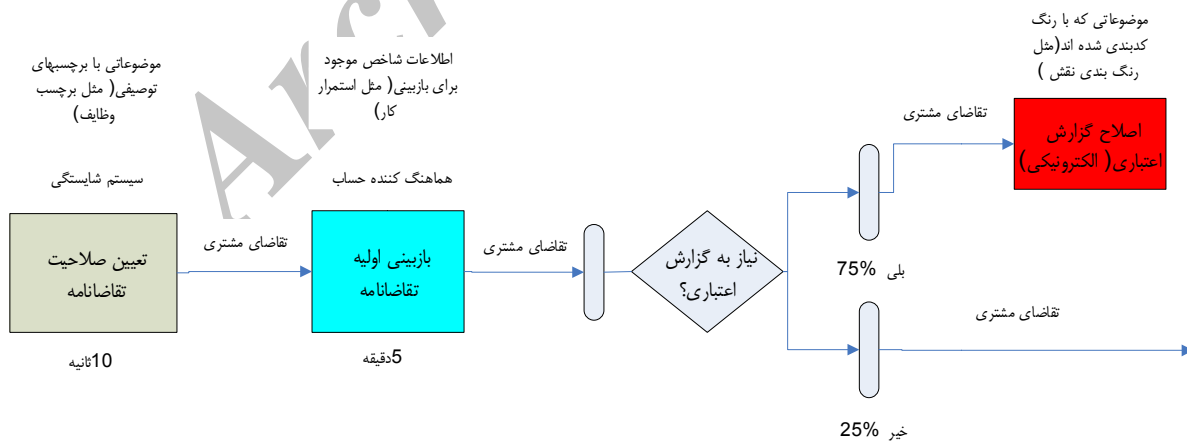 موضوعاتی که با رنگ
کدبندی شده اند(مثل
رنگ بندی نقش )
اطلاعات شاخص موجود
برای بازبینی( مثل استمرار
کار)
موضوعاتی با برچسبهای
توصیفی( مثل برچسب
وظایف)
تقاضای مشتری
اصلاح گزارش
اعتباری( الکترونیکی)
هماهنگ کننده حساب
سیستم شایستگی
تعیین صلاحیت
تقاضانامه
تقاضای مشتری
بازبینی اولیه
تقاضانامه
تقاضای مشتری
نیاز به گزارش
اعتباری؟
بلی 75%
تقاضای مشتری
10ثانیه
5دقیقه
خیر 25%